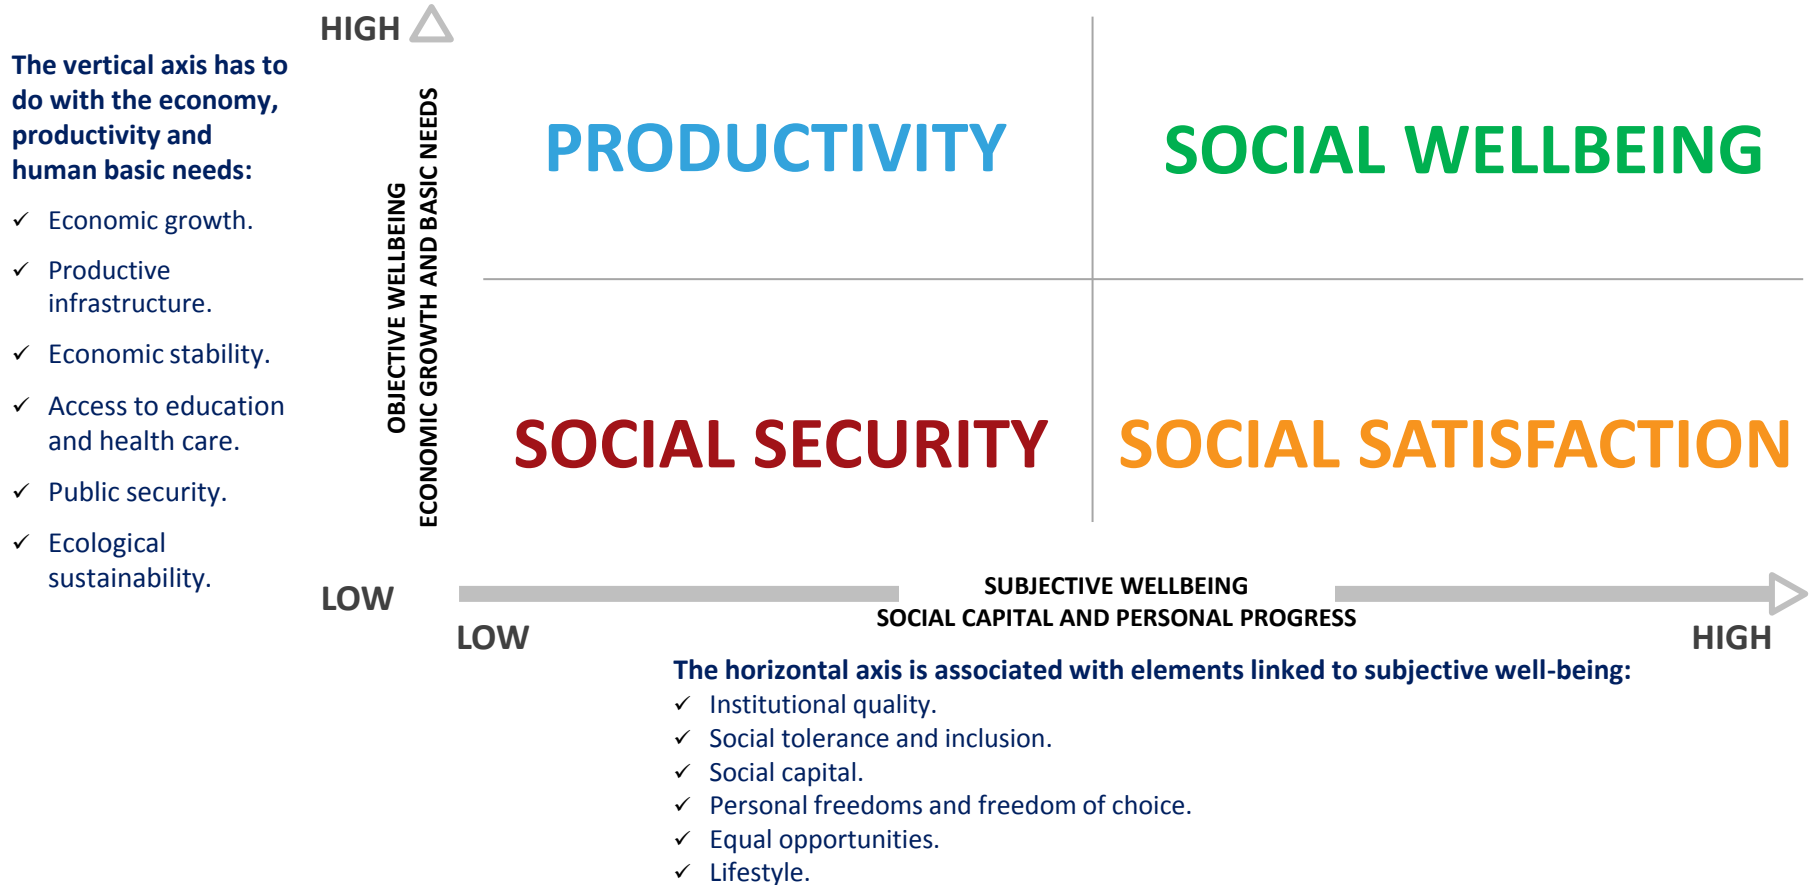 HIGH
The vertical axis has to
do with the economy,
productivity and
human basic needs:
✓ Economic growth.
✓ Productive
infrastructure.
✓ Economic stability.
✓ Access to education
and health care.
✓ Public security.
✓ Ecological
sustainability.
OBJECTIVE WELLBEING
ECONOMIC GROWTH AND BASIC NEEDS
PRODUCTIVITY
SOCIAL WELLBEING
SOCIAL SECURITY
SOCIAL SATISFACTION
LOW
SUBJECTIVE WELLBEING
SOCIAL CAPITAL AND PERSONAL PROGRESS
LOW
HIGH
The horizontal axis is associated with elements linked to subjective well-being:
✓ Institutional quality.
✓ Social tolerance and inclusion.
✓ Social capital.
✓ Personal freedoms and freedom of choice.
✓ Equal opportunities.
✓ Lifestyle.